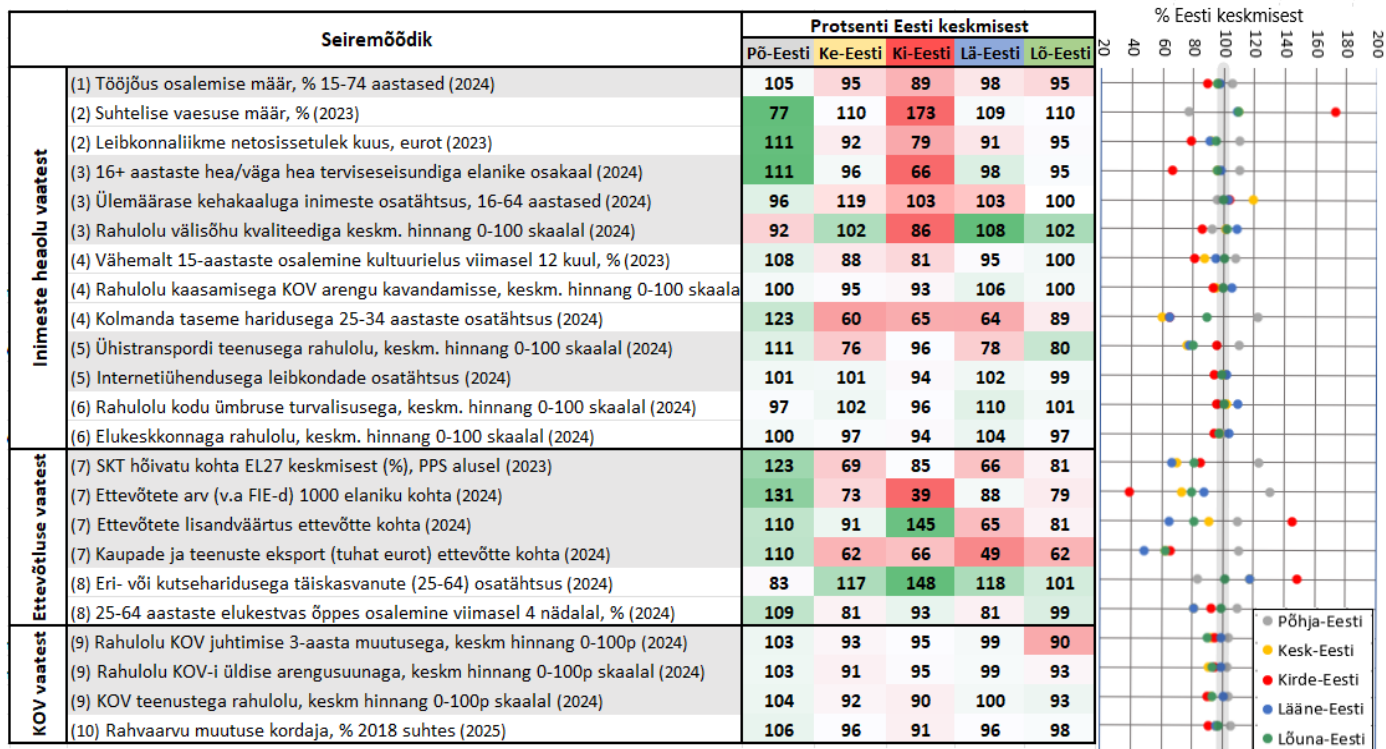 Seiremõõdik
Protsenti Eesti keskmisest
Põ-Eesti Ke-Eesti Ki-Eesti Lä-Eesti Lõ-Eesti
Inimeste heaolu vaatest
(1) Tööjõus osalemise määr, % 15-74 aastased (2024) 105 95 89 98 95
(2) Suhtelise vaesuse määr, % (2023) 77 110 173 109 110
(2) Leibkonnaliikme netosissetulek kuus, eurot (2023) 111 92 79 91 95
(3) 16+ aastaste hea/väga hea terviseseisundiga elanike osakaal (2024) 111 96 66 98 95
(3) Ülemäärase kehakaaluga inimeste osatähtsus, 16-64 aastased (2024) 96 119 103 103 100
(3) Rahulolu välisõhu kvaliteediga keskm. hinnang 0-100 skaalal (2024) 92 102 86 108 102
(4) Vähemalt 15-aastaste osalemine kultuurielus viimasel 12 kuul, % (2023) 108 88 81 95 100
(4) Rahulolu kaasamisega KOV arengu kavandamisse, keskm. hinnang 0-100 skaala 100 95 93 106 100
(4) Kolmanda taseme haridusega 25-34 aastaste osatähtsus (2024) 123 60 65 64 89
(5) Ühistranspordi teenusega rahulolu, keskm. hinnang 0-100 skaalal (2024) 111 76 96 78 80
(5) Internetiühendusega leibkondade osatähtsus (2024) 101 101 94 102 99
(6) Rahulolu kodu ümbruse turvalisusega, keskm. hinnang 0-100 skaalal (2024) 97 102 96 110 101
(6) Elukeskkonnaga rahulolu, keskm. hinnang 0-100 skaalal (2024) 100 97 94 104 97
Ettevõtluse vaatest
(7) SKT hõivatu kohta EL27 keskmisest (%), PPS alusel (2023) 123 69 85 66 81
(7) Ettevõtete arv (v.a FIE-d) 1000 elaniku kohta (2024) 131 73 39 88 79
(7) Ettevõtete lisandväärtus ettevõtte kohta (2024) 110 91 145 65 81
(7) Kaupade ja teenuste eksport (tuhat eurot) ettevõtte kohta (2024) 110 62 66 49 62
(8) Eri- või kutseharidusega täiskasvanute (25-64) osatähtsus (2024) 83 117 148 118 101
(8) 25-64 aastaste elukestvas õppes osalemine viimasel 4 nädalal, % (2024) 109 81 93 81 99
KOV vaatest
(9) Rahulolu KOV juhtimise 3-aasta muutusega, keskm hinnang 0-100p (2024) 103 93 95 99 90
(9) Rahulolu KOV-i üldise arengusuunaga, keskm hinnang 0-100p skaalal (2024) 103 91 95 99 93
(9) KOV teenustega rahulolu, keskm hinnang 0-100p skaalal (2024) 104 92 90 100 93
(10) Rahvaarvu muutuse kordaja, % 2018 suhtes (2025) 106 96 91 96 98
% Eesti keskmisest
20 40 60 80 100 120 140 160 180 200
Põhja-Eesti
Kesk-Eesti
Kirde-Eesti
Lääne-Eesti
Lõuna-Eesti